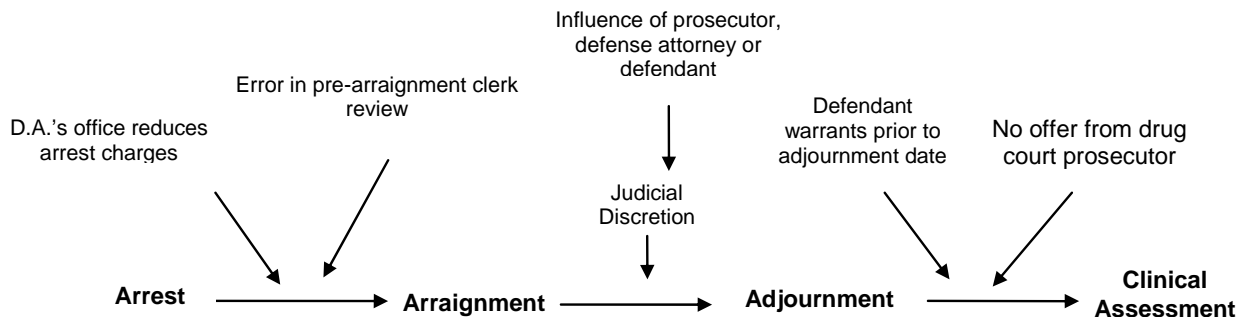 Influence of prosecutor,
defense attorney or
defendant
Error in pre-arraignment clerk
review
D.A.'s office reduces
arrest charges
Defendant
warrants prior to
adjournment date
No offer from drug
court prosecutor
Judicial
Discretion
Arrest
Arraignment
Adjournment
Clinical
Assessment